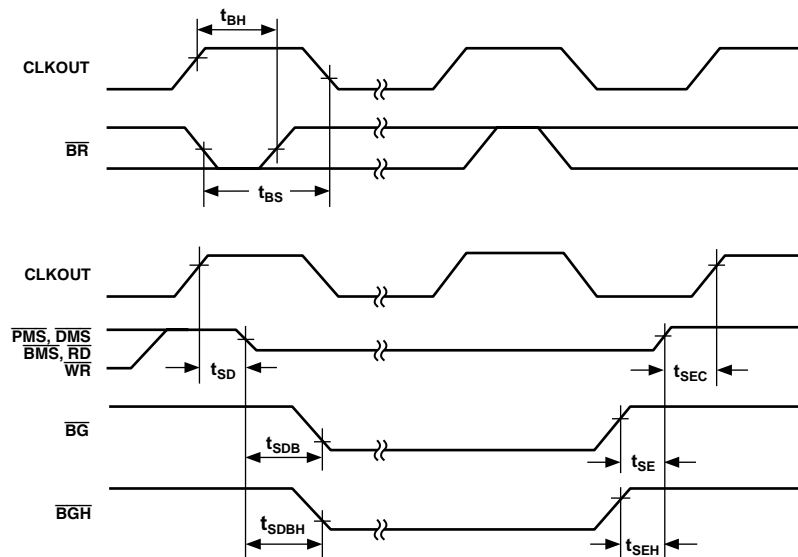 tBH
CLKOUT
BR
tBS
CLKOUT
PMS, DMS
BMS, RD
WR
tSD
tSEC
BG
tSDB
tSE
BGH
tSDBH
tSEH